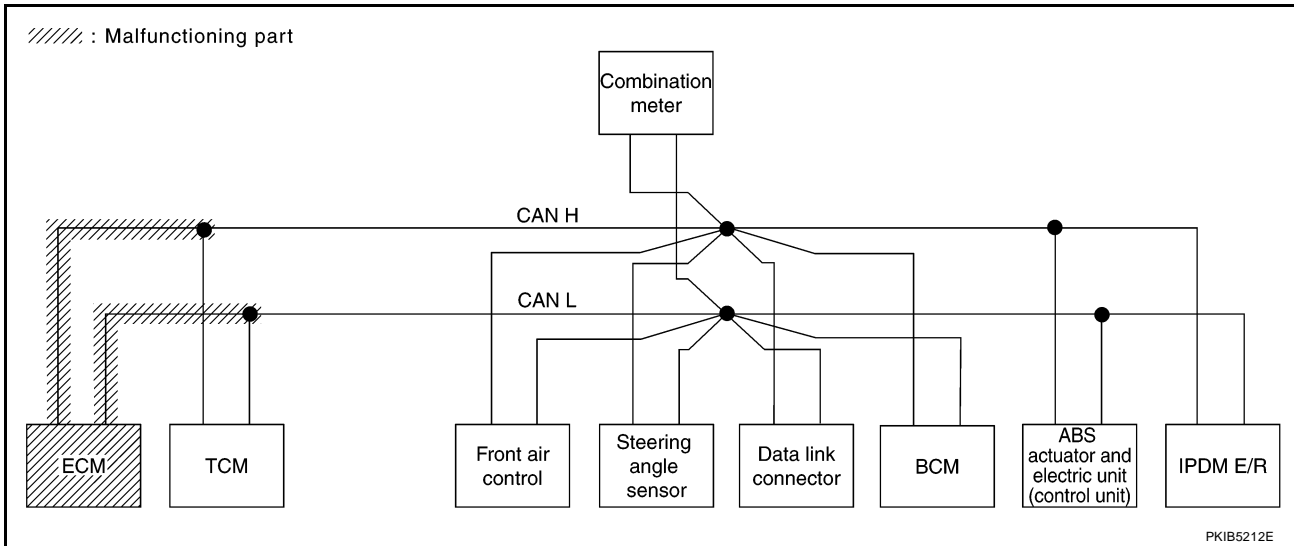 : Malfunctioning part
Combination
meter
CAN H
CAN L
ECM
TCM
Front air
control
Steering
angle
sensor
Data link
connector
BCM
ABS
actuator and
electric unit
(control unit)
IPDM E/R
PKIB5212E